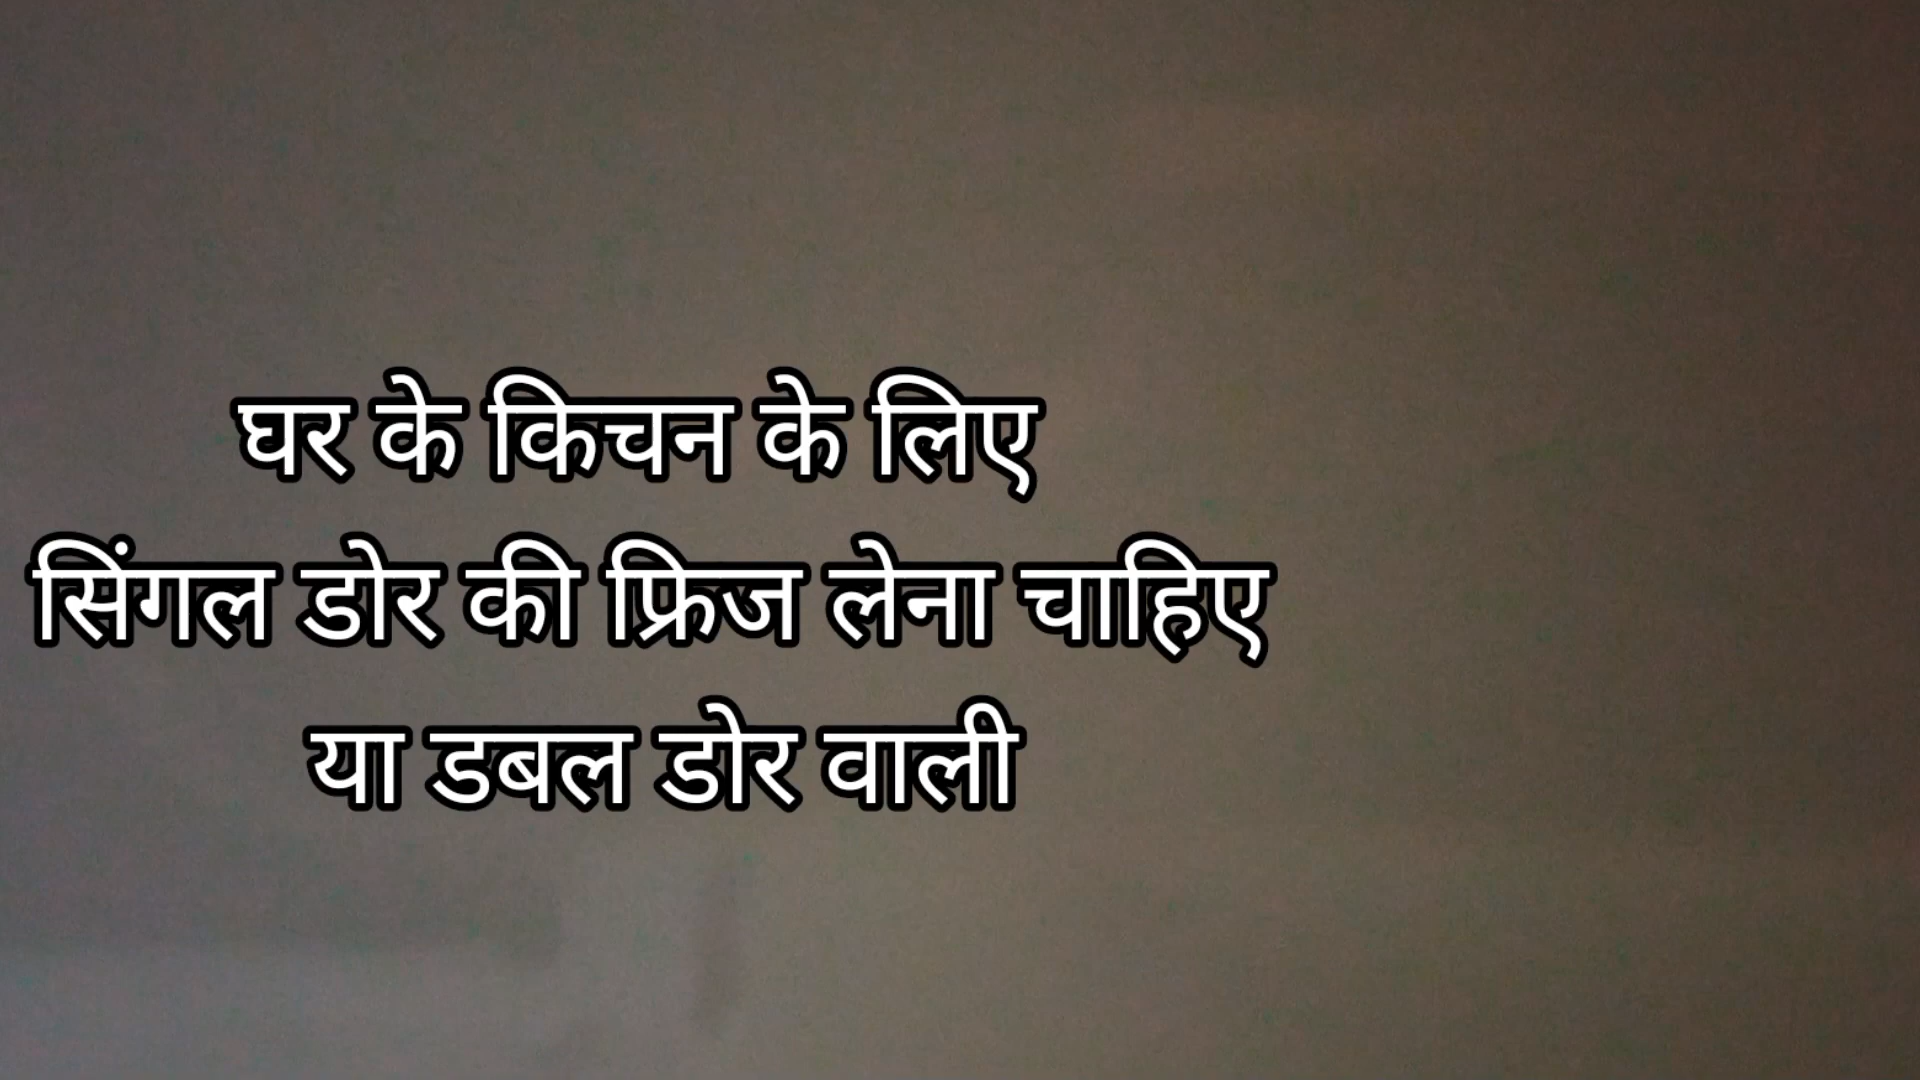 घर के किचन के लिए
सिंगल डोर की फ्रिज लेना चाहिए
या डबल डोर वाली